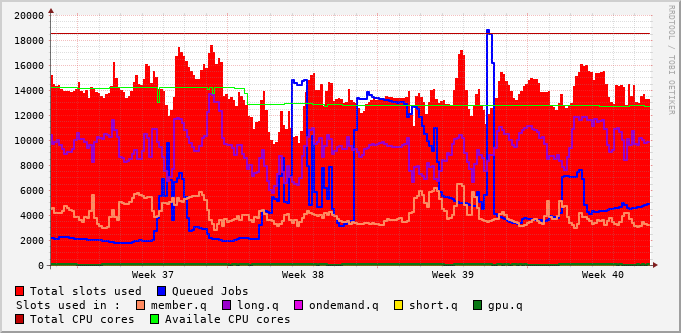 20000
18000
16000
14000
12000
10000
8000
6000
4000
2000
0
Week 37 Week 38 Week 39 Week 40
RRDTOOL / TOBI OETIKER
Total slots used Queued Jobs
Slots used in : member.q long.q ondemand.q short.q gpu.q
Total CPU cores Availale CPU cores